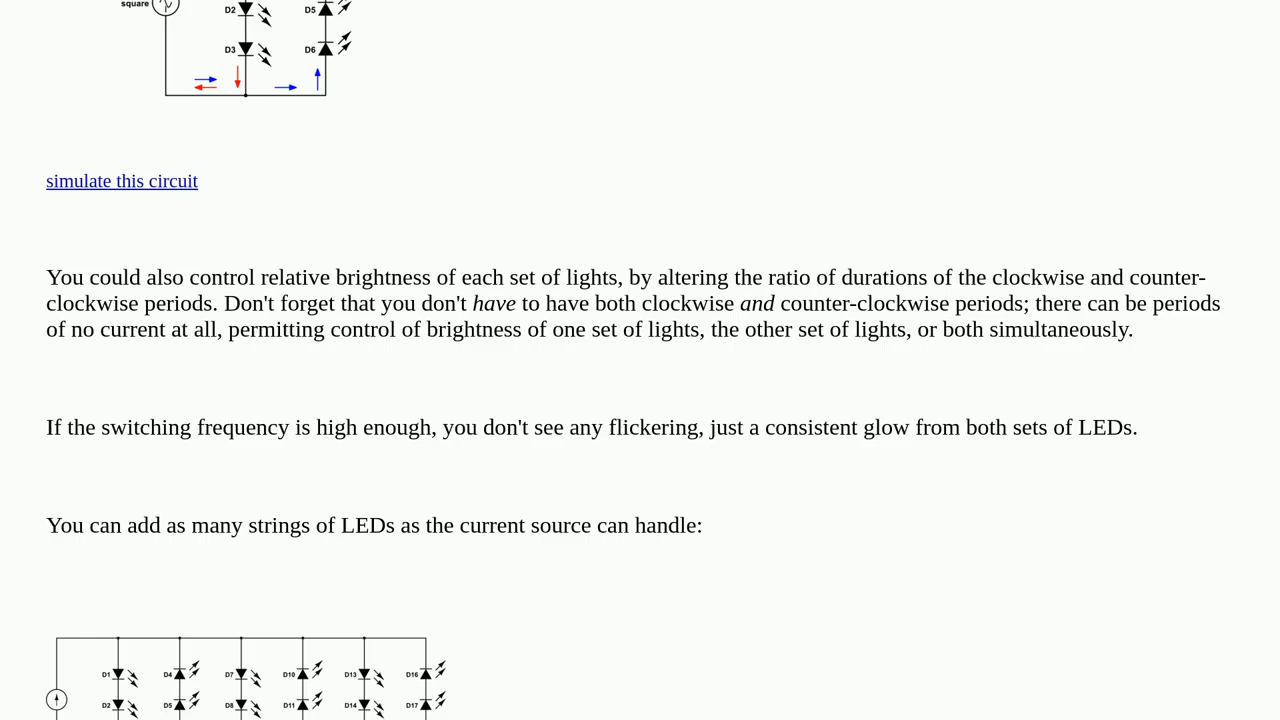 square
D2
D5
D3
D6
simulate this circuit
You could also control relative brightness of each set of lights, by altering the ratio of durations of the clockwise and counter-
clockwise periods. Don't forget that you don't have to have both clockwise and counter-clockwise periods; there can be periods
of no current at all, permitting control of brightness of one set of lights, the other set of lights, or both simultaneously.
If the switching frequency is high enough, you don't see any flickering, just a consistent glow from both sets of LEDs.
You can add as many strings of LEDs as the current source can handle:
D1 D4 D7 D10 D13 D16
D2 D5 D8 D11 D14 D17